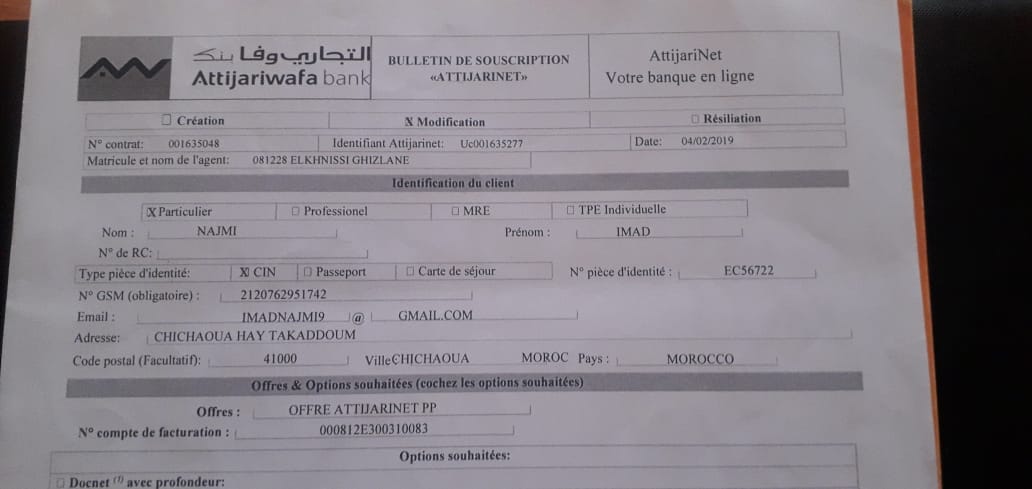 التجاري وفا بنك
Attijariwafa bank
BULLETIN DE SOUSCRIPTION
«ATTIJARINET»
AttijariNet
Votre banque en ligne
☐ Création X Modification ☐ Résiliation
N° contrat: 001635048 Identifiant Attijarinet: Uc001635277 Date: 04/02/2019
Matricule et nom de l'agent: 081228 ELKHNISSI GHIZLANE
Identification du client
X Particulier ☐ Professionel ☐ MRE ☐ TPE Individuelle
Nom : NAJMI Prénom : IMAD
N° de RC:
Type pièce d'identité: X CIN ☐ Passeport ☐ Carte de séjour N° pièce d'identité : EC56722
N° GSM (obligatoire) : 2120762951742
Email : IMADNAJMI9 @ GMAIL.COM
Adresse: CHICHAOUA HAY TAKADDOUM
Code postal (Facultatif): 41000 Ville CHICHAOUA MOROC Pays : MOROCCO
Offres & Options souhaitées (cochez les options souhaitées)
Offres : OFFRE ATTIJARINET PP
N° compte de facturation : 000812E300310083
Options souhaitées:
☐ Docnet (1) avec profondeur: